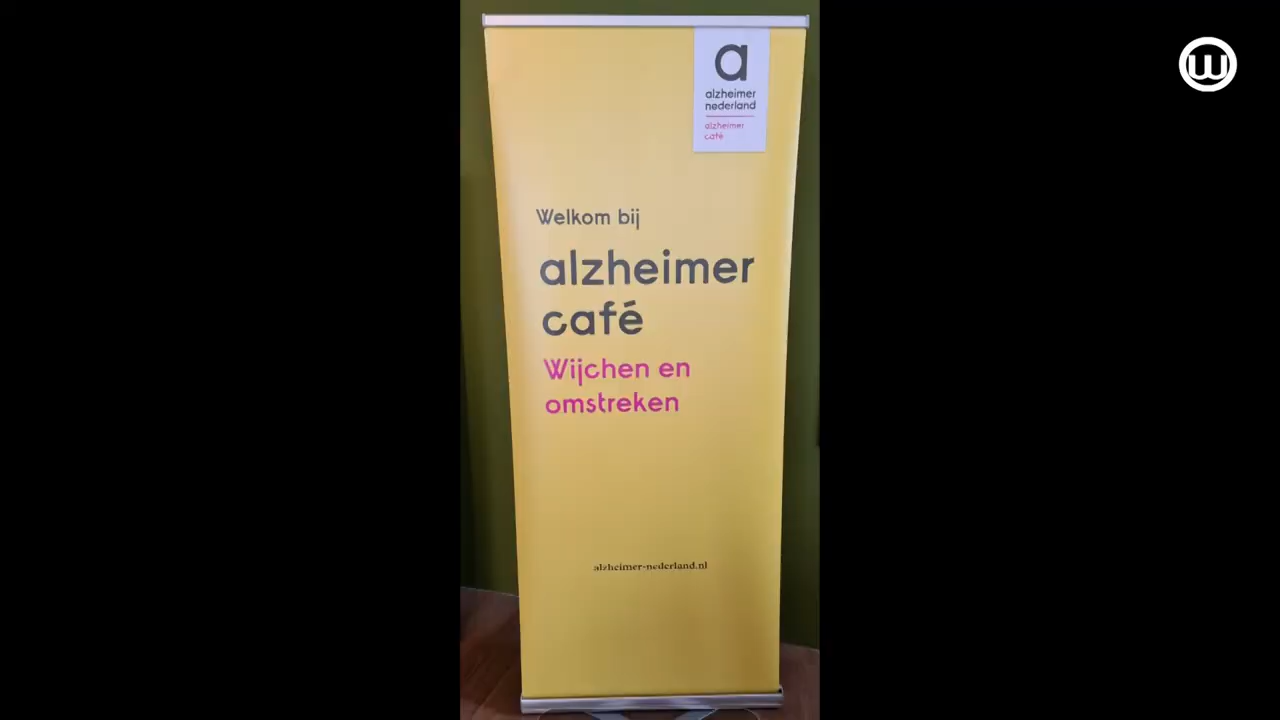 a
alzheimer
nederland
alzheimer
café
Welkom bij
alzheimer
café
Wijchen en
omstreken
alzheimer-nederland.nl
W